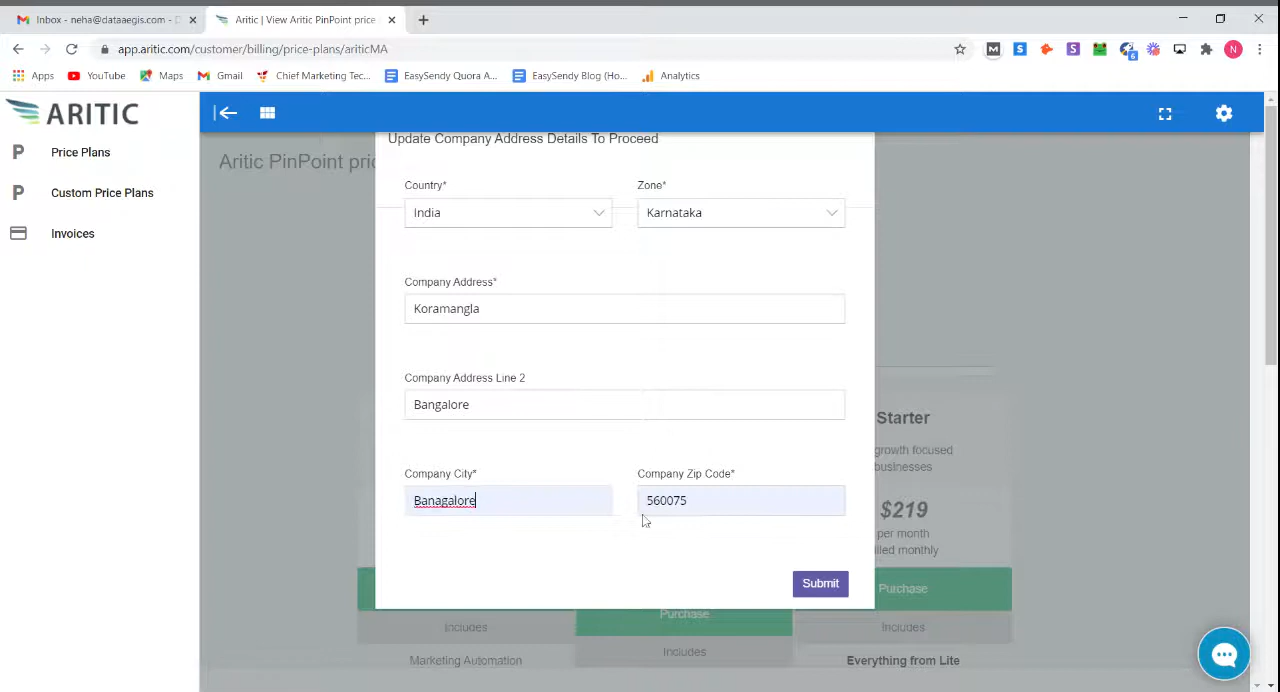 Inbox - neha@dataaegis.com - D
Aritic | View Aritic PinPoint price
app.aritic.com/customer/billing/price-plans/ariticMA
Apps
YouTube
Maps
Gmail
Chief Marketing Tec...
EasySendy Quora A...
EasySendy Blog (Ho...
Analytics
ARITIC
P Price Plans
P Custom Price Plans
Invoices
Aritic PinPoint pric
Update Company Address Details To Proceed
Country* Zone*
India Karnataka
Company Address*
Koramangla
Company Address Line 2
Bangalore
Company City* Company Zip Code*
Banagalore 560075
Submit
Starter
growth focused
businesses
$219
per month
illed monthly
Purchase
Purchase
Includes
Includes
Includes
Marketing Automation
Everything from Lite
M
S
S
6
N